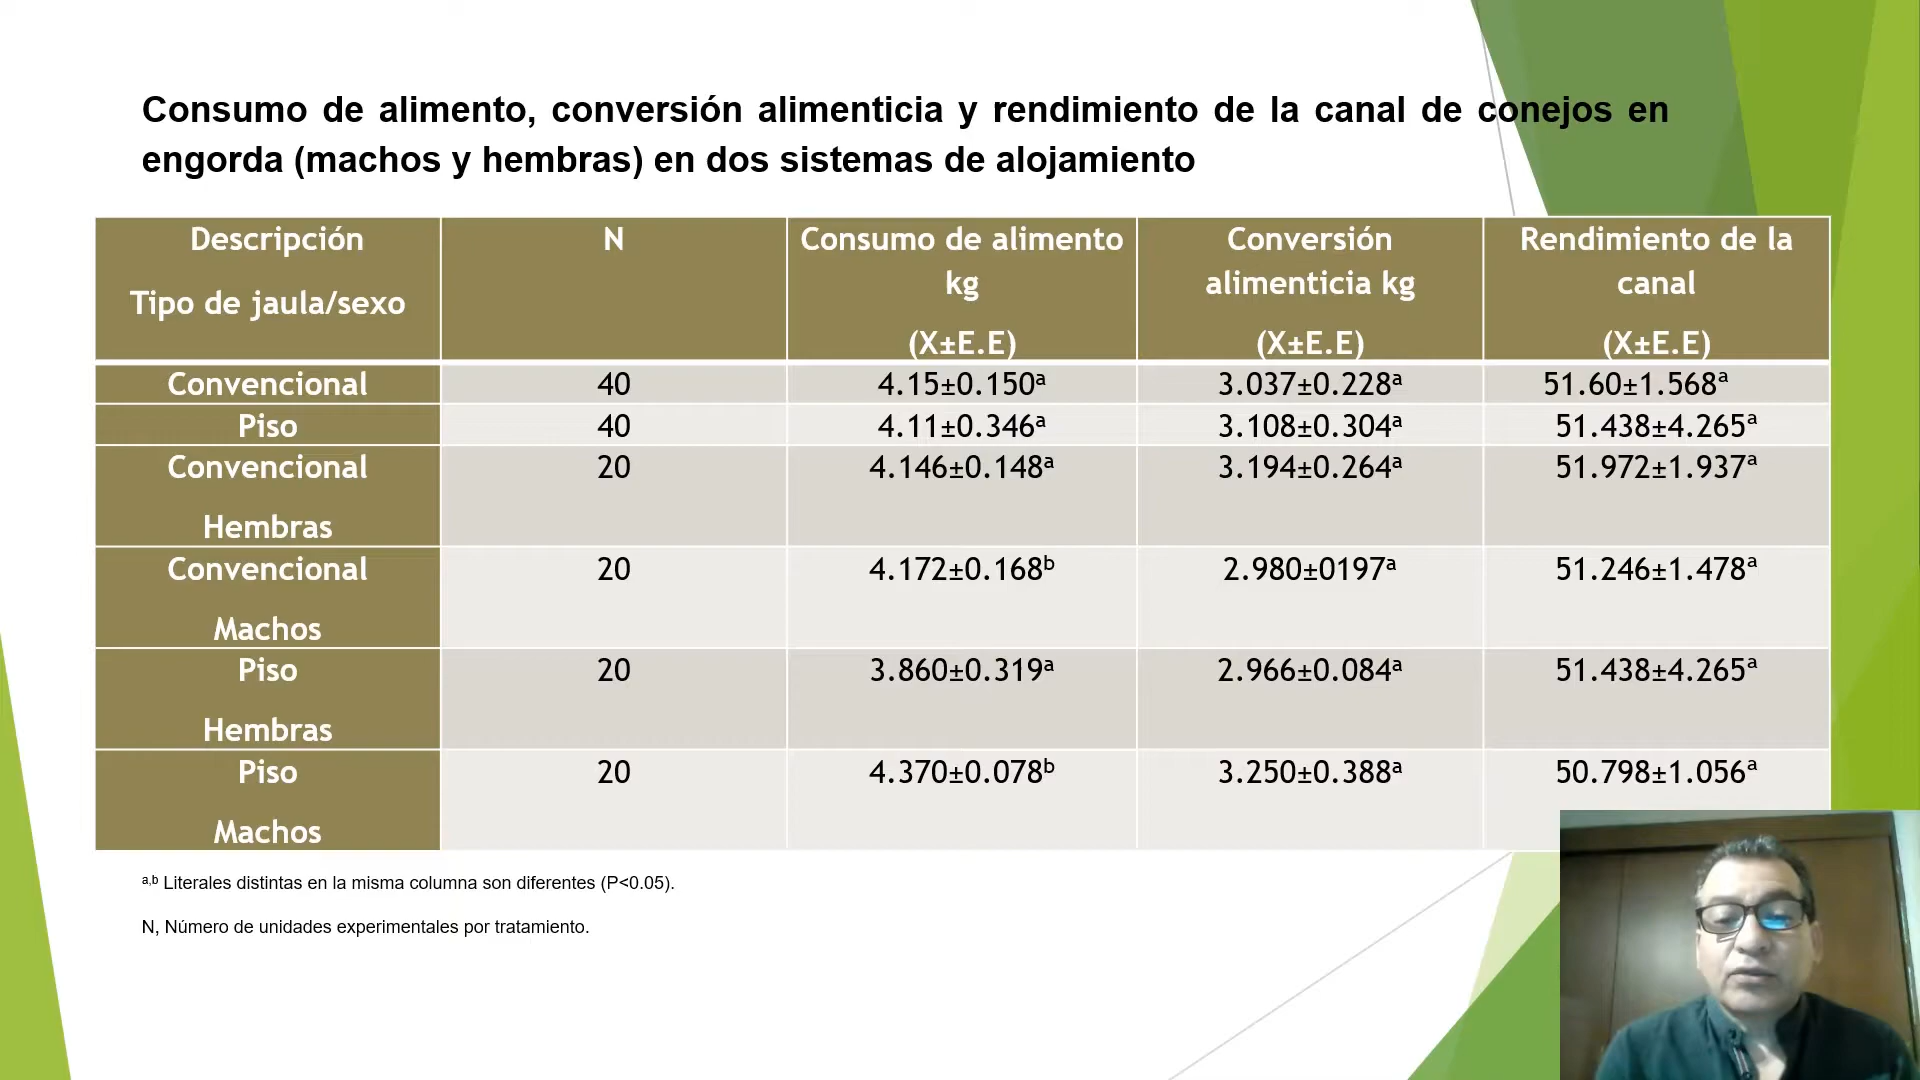 Consumo de alimento, conversión alimenticia y rendimiento de la canal de conejos en
engorda (machos y hembras) en dos sistemas de alojamiento
Descripción
Tipo de jaula/sexo
N
Consumo de alimento
kg
(X±E.E)
Conversión
alimenticia kg
(X±E.E)
Rendimiento de la
canal
(X±E.E)
Convencional 40 4.15±0.150ᵃ 3.037±0.228ᵃ 51.60±1.568ᵃ
Piso 40 4.11±0.346ᵃ 3.108±0.304ᵃ 51.438±4.265ᵃ
Convencional 20 4.146±0.148ᵃ 3.194±0.264ᵃ 51.972±1.937ᵃ
Hembras
Convencional 20 4.172±0.168ᵇ 2.980±0197ᵃ 51.246±1.478ᵃ
Machos
Piso 20 3.860±0.319ᵃ 2.966±0.084ᵃ 51.438±4.265ᵃ
Hembras
Piso 20 4.370±0.078ᵇ 3.250±0.388ᵃ 50.798±1.056ᵃ
Machos
ᵃ,ᵇ Literales distintas en la misma columna son diferentes (P<0.05).
N, Número de unidades experimentales por tratamiento.